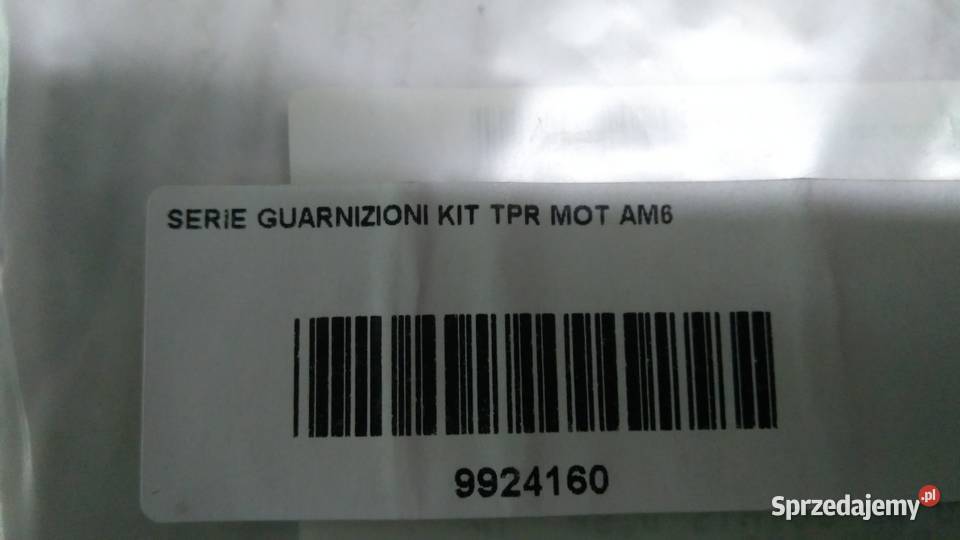 SERiE GUARNIZIONI KIT TPR MOT AM6
9924160
Sprzedajemy.pl